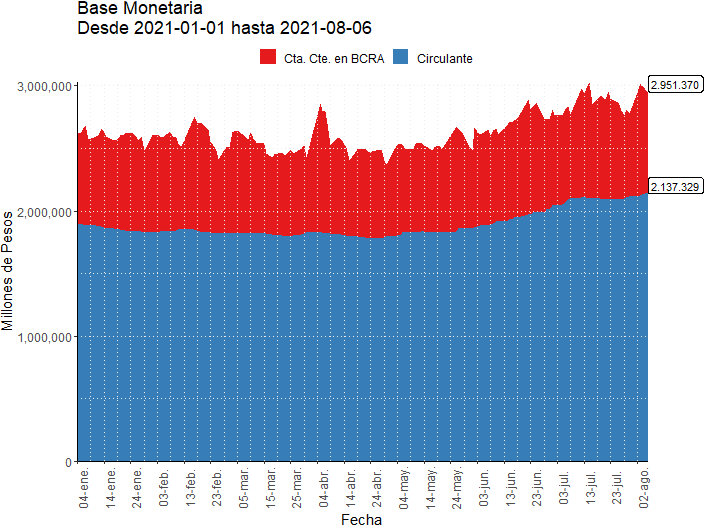 Base Monetaria
Desde 2021-01-01 hasta 2021-08-06
Cta. Cte. en BCRA
Circulante
Millones de Pesos
3,000,000
2,000,000
1,000,000
0
2.951.370
2.137.329
04-ene.
14-ene.
24-ene.
03-feb.
13-feb.
23-feb.
05-mar.
15-mar.
25-mar.
04-abr.
14-abr.
24-abr.
04-may.
14-may.
24-may.
03-jun.
13-jun.
23-jun.
03-jul.
13-jul.
23-jul.
02-ago.
Fecha